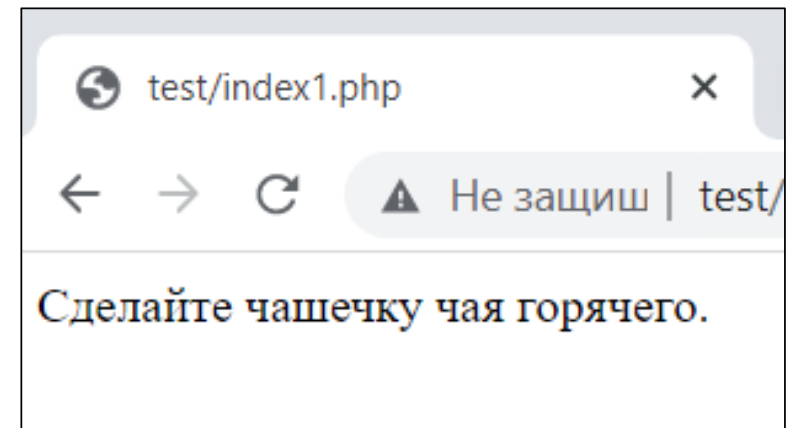 test/index1.php
Не защищ | test/
Сделайте чашечку чая горячего.